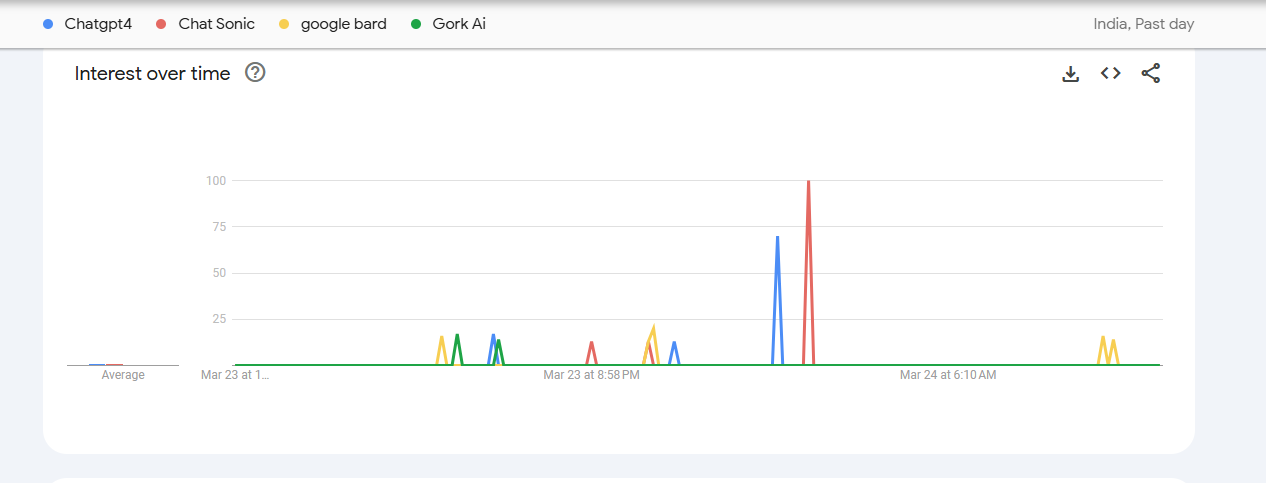 Chatgpt4 Chat Sonic google bard Gork Ai India, Past day
Interest over time ?
100
75
50
25
Average Mar 23 at 1... Mar 23 at 8:58 PM Mar 24 at 6:10 AM